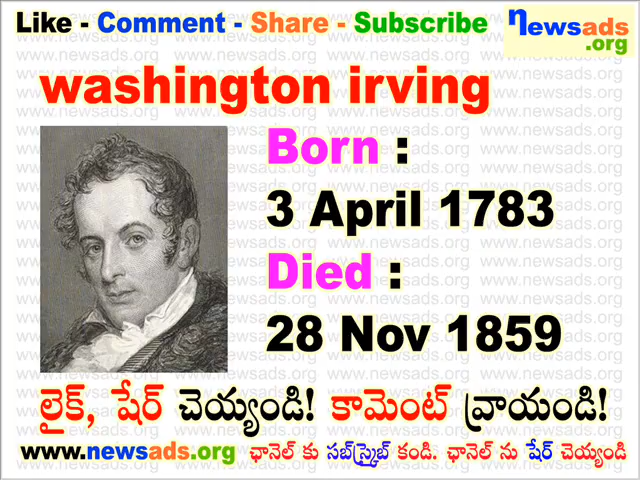 Like - Comment - Share - Subscribe
newsads
.org
washington irving
Born :
3 April 1783
Died :
28 Nov 1859
లైక్, షేర్ చెయ్యండి! కామెంట్ వ్రాయండి!
www.newsads.org ఛానెల్ కు సబ్‌స్క్రైబ్ కండి. ఛానెల్ ను షేర్ చెయ్యండి